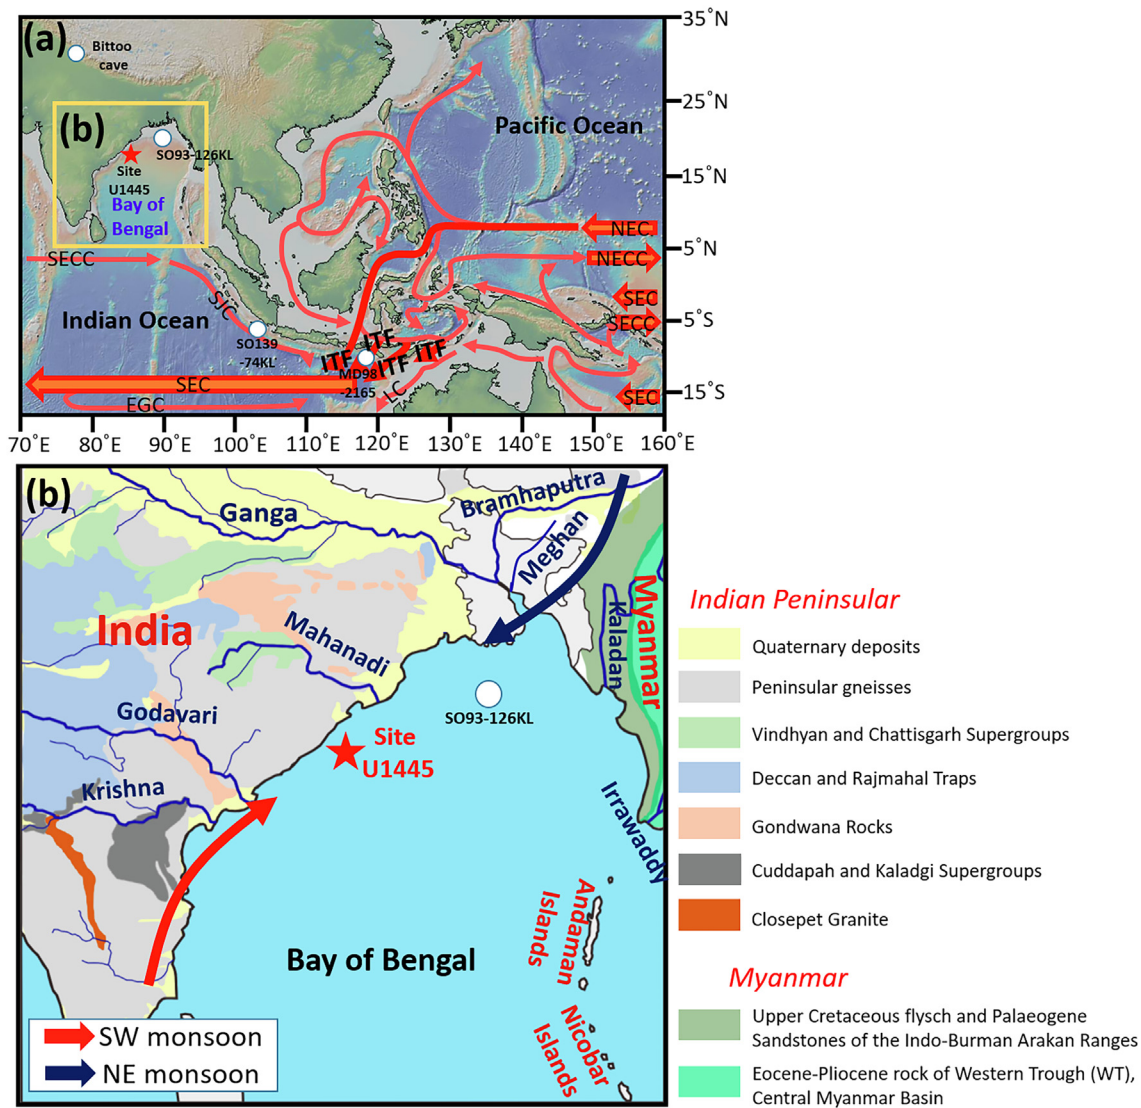 (a)
Bittoo
cave
(b)
SO93-126KL
Site
U1445
Bay of
Bengal
Pacific Ocean
NEC
NECC
SECC
SJC
SEC
SECC
Indian Ocean
SO139
-74KL
ITF
ITF
ITF
ITF
MD98
-2165
LC
SEC
SEC
EGC
35°N
25°N
15°N
5°N
5°S
15°S
70°E 80°E 90°E 100°E 110°E 120°E 130°E 140°E 150°E 160°E
(b)
Ganga
Bramhaputra
Meghan
India
Mahanadi
Kaladan
Myanmar
Godavari
SO93-126KL
Site
U1445
Krishna
Irrawaddy
Andaman
Islands
Bay of Bengal
Nicobar
Islands
SW monsoon
NE monsoon
Indian Peninsular
Quaternary deposits
Peninsular gneisses
Vindhyan and Chattisgarh Supergroups
Deccan and Rajmahal Traps
Gondwana Rocks
Cuddapah and Kaladgi Supergroups
Closepet Granite
Myanmar
Upper Cretaceous flysch and Palaeogene
Sandstones of the Indo-Burman Arakan Ranges
Eocene-Pliocene rock of Western Trough (WT),
Central Myanmar Basin